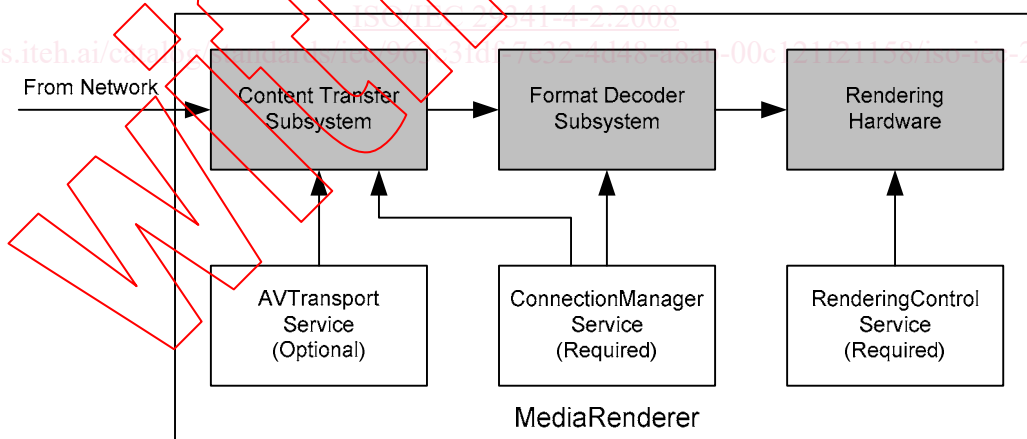 ISO/IEC 29341-4-2:2008
From Network
Content Transfer
Subsystem
Format Decoder
Subsystem
Rendering
Hardware
AVTransport
Service
(Optional)
ConnectionManager
Service
(Required)
RenderingControl
Service
(Required)
MediaRenderer